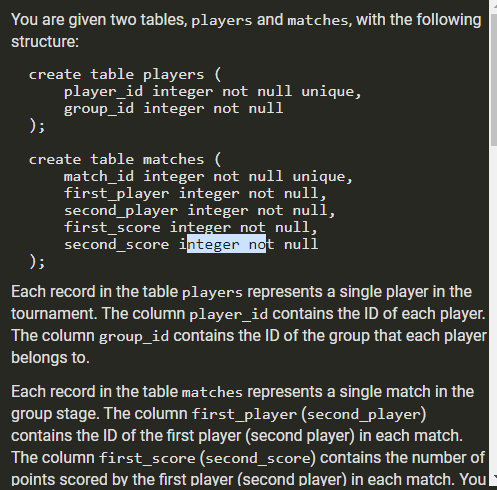 You are given two tables, players and matches, with the following
structure:
create table players (
player_id integer not null unique,
group_id integer not null
);
create table matches (
match_id integer not null unique,
first_player integer not null,
second_player integer not null,
first_score integer not null,
second_score integer not null
);
Each record in the table players represents a single player in the
tournament. The column player_id contains the ID of each player.
The column group_id contains the ID of the group that each player
belongs to.
Each record in the table matches represents a single match in the
group stage. The column first_player (second_player)
contains the ID of the first player (second player) in each match.
The column first_score (second_score) contains the number of
points scored by the first player (second player) in each match. You